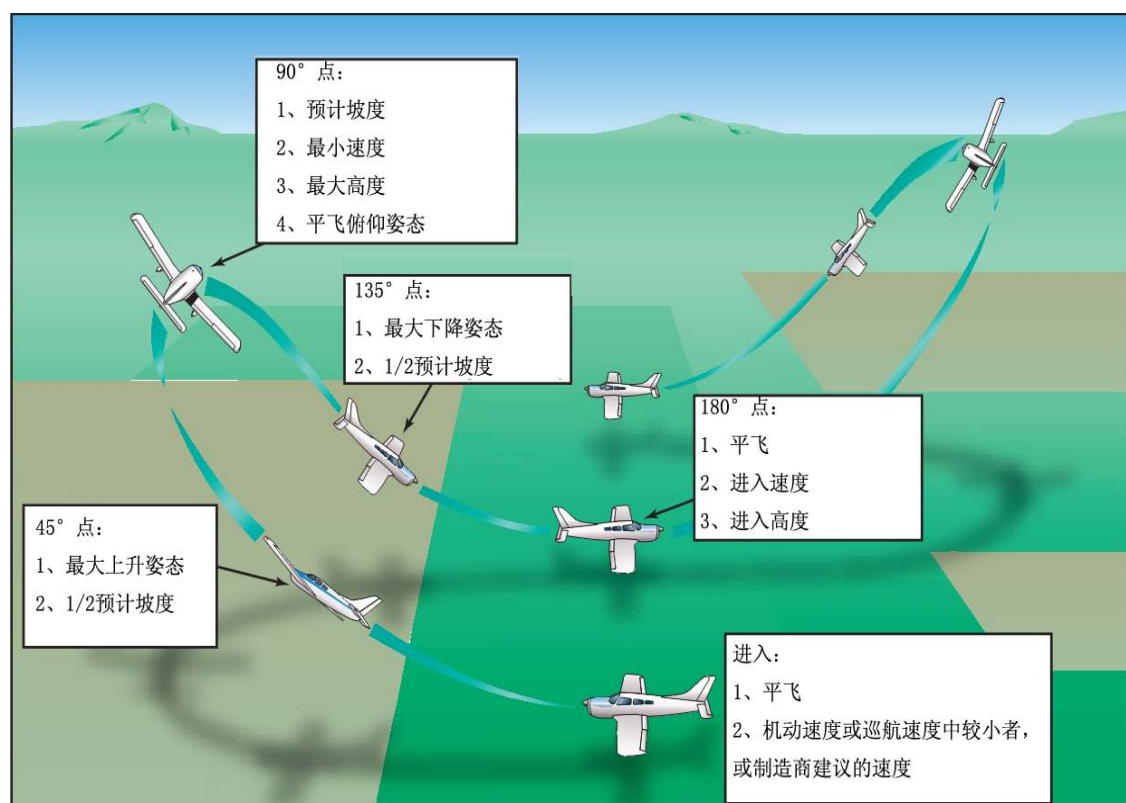 90°点：
1、预计坡度
2、最小速度
3、最大高度
4、平飞俯仰姿态
135°点：
1、最大下降姿态
2、1/2预计坡度
180°点：
1、平飞
2、进入速度
3、进入高度
45°点：
1、最大上升姿态
2、1/2预计坡度
进入：
1、平飞
2、机动速度或巡航速度中较小者，
或制造商建议的速度